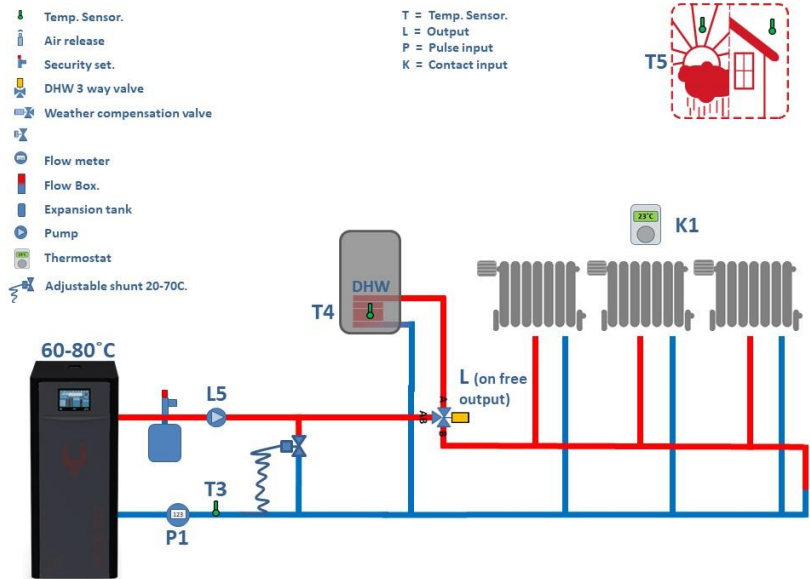 Temp. Sensor.
Air release
Security set.
DHW 3 way valve
Weather compensation valve
Flow meter
Flow Box.
Expansion tank
Pump
Thermostat
Adjustable shunt 20-70C.
T = Temp. Sensor.
L = Output
P = Pulse input
K = Contact input
T5
23°C
K1
DHW
T4
60-80°C
L5
L (on free
output)
A
AB
B
T3
123
P1